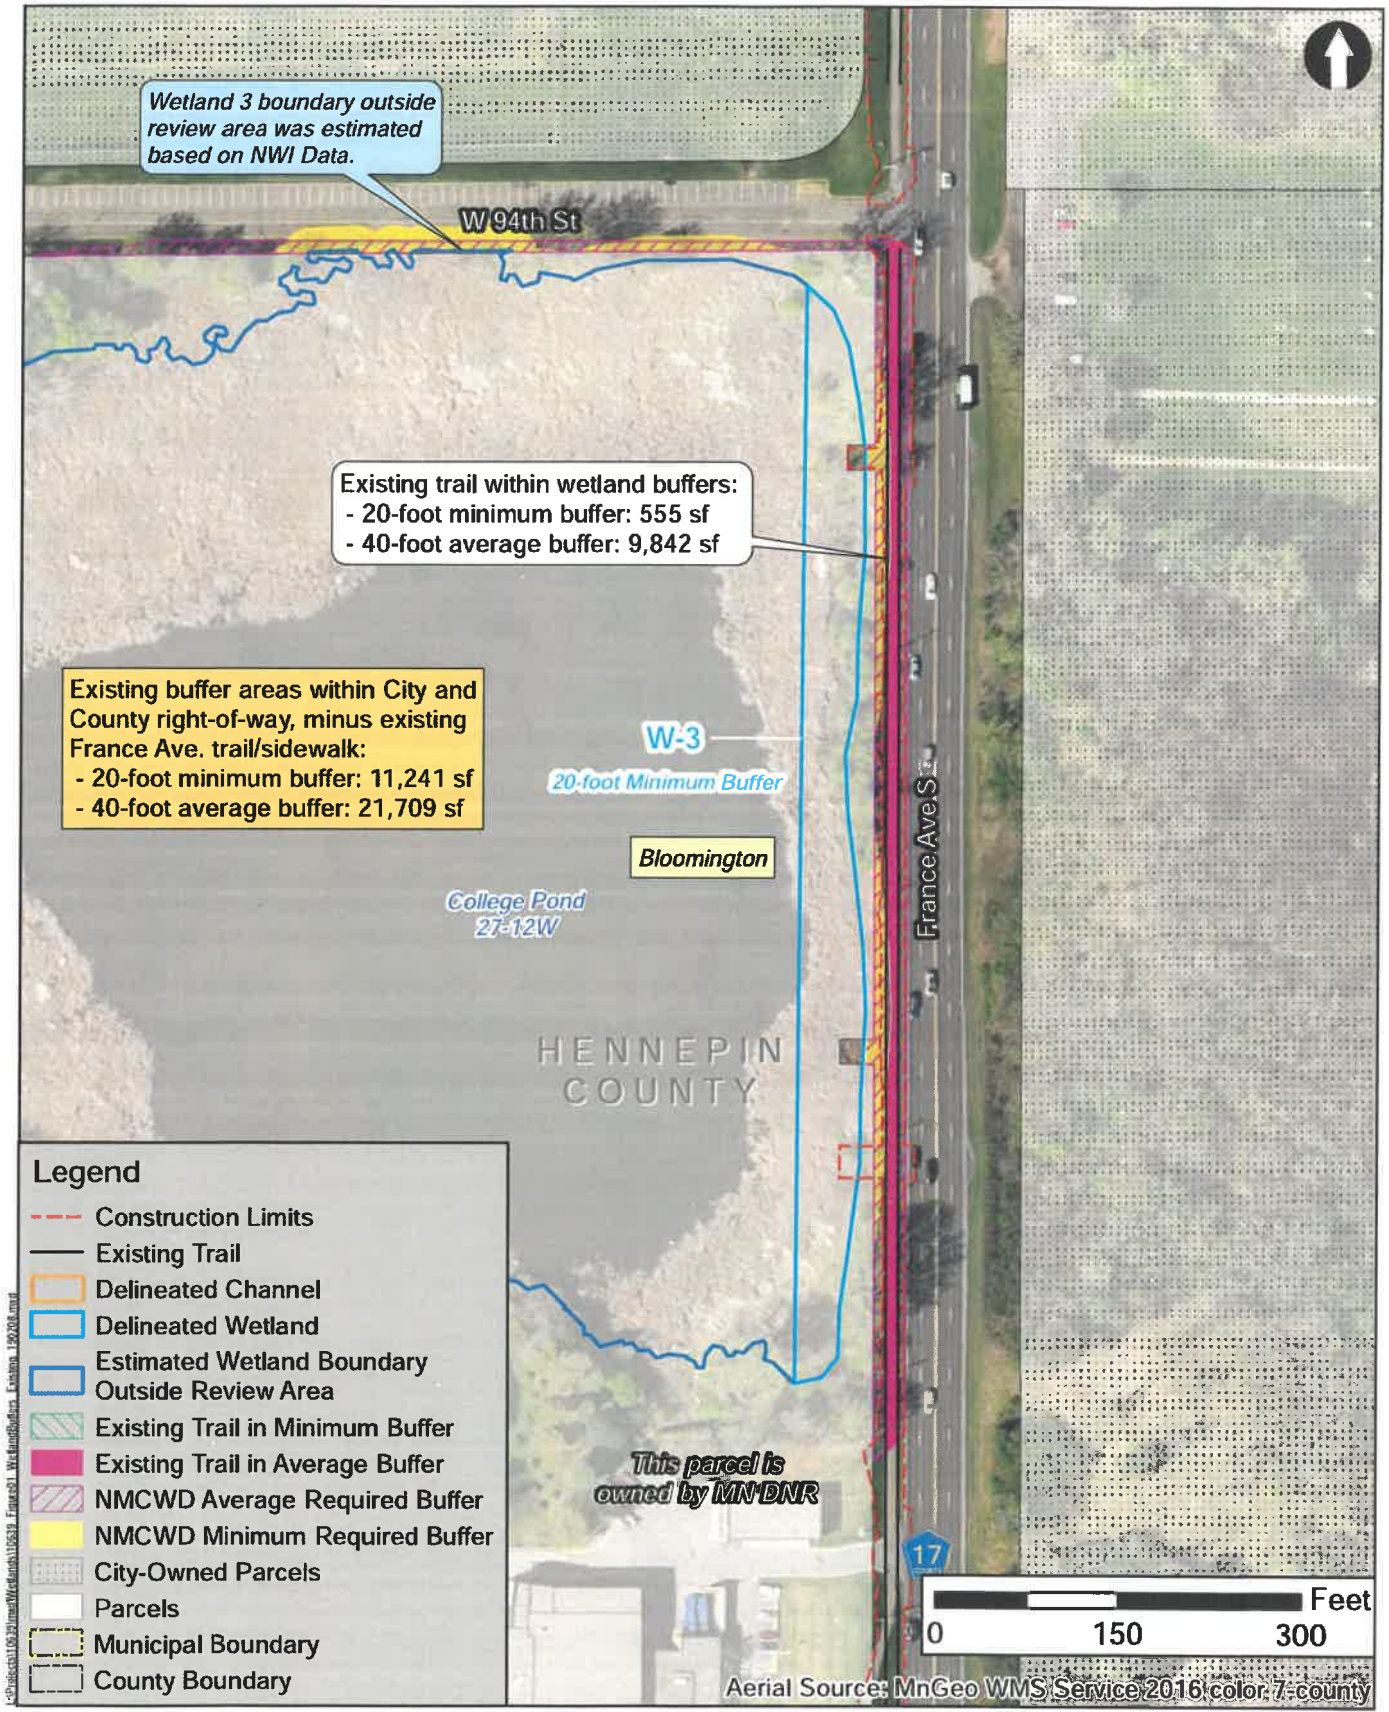 Wetland 3 boundary outside
review area was estimated
based on NWI Data.
W 94th St
Existing trail within wetland buffers:
- 20-foot minimum buffer: 555 sf
- 40-foot average buffer: 9,842 sf
Existing buffer areas within City and
County right-of-way, minus existing
France Ave. trail/sidewalk:
- 20-foot minimum buffer: 11,241 sf
- 40-foot average buffer: 21,709 sf
W-3
20-foot Minimum Buffer
Bloomington
France Ave S
College Pond
27-12W
HENNEPIN
COUNTY
Legend
Construction Limits
Existing Trail
Delineated Channel
Delineated Wetland
Estimated Wetland Boundary
Outside Review Area
Existing Trail in Minimum Buffer
Existing Trail in Average Buffer
NMCWD Average Required Buffer
NMCWD Minimum Required Buffer
City-Owned Parcels
Parcels
Municipal Boundary
County Boundary
This parcel is
owned by MN DNR
17
Feet
0 150 300
Aerial Source: MnGeo WMS Service 2016 color 7-county